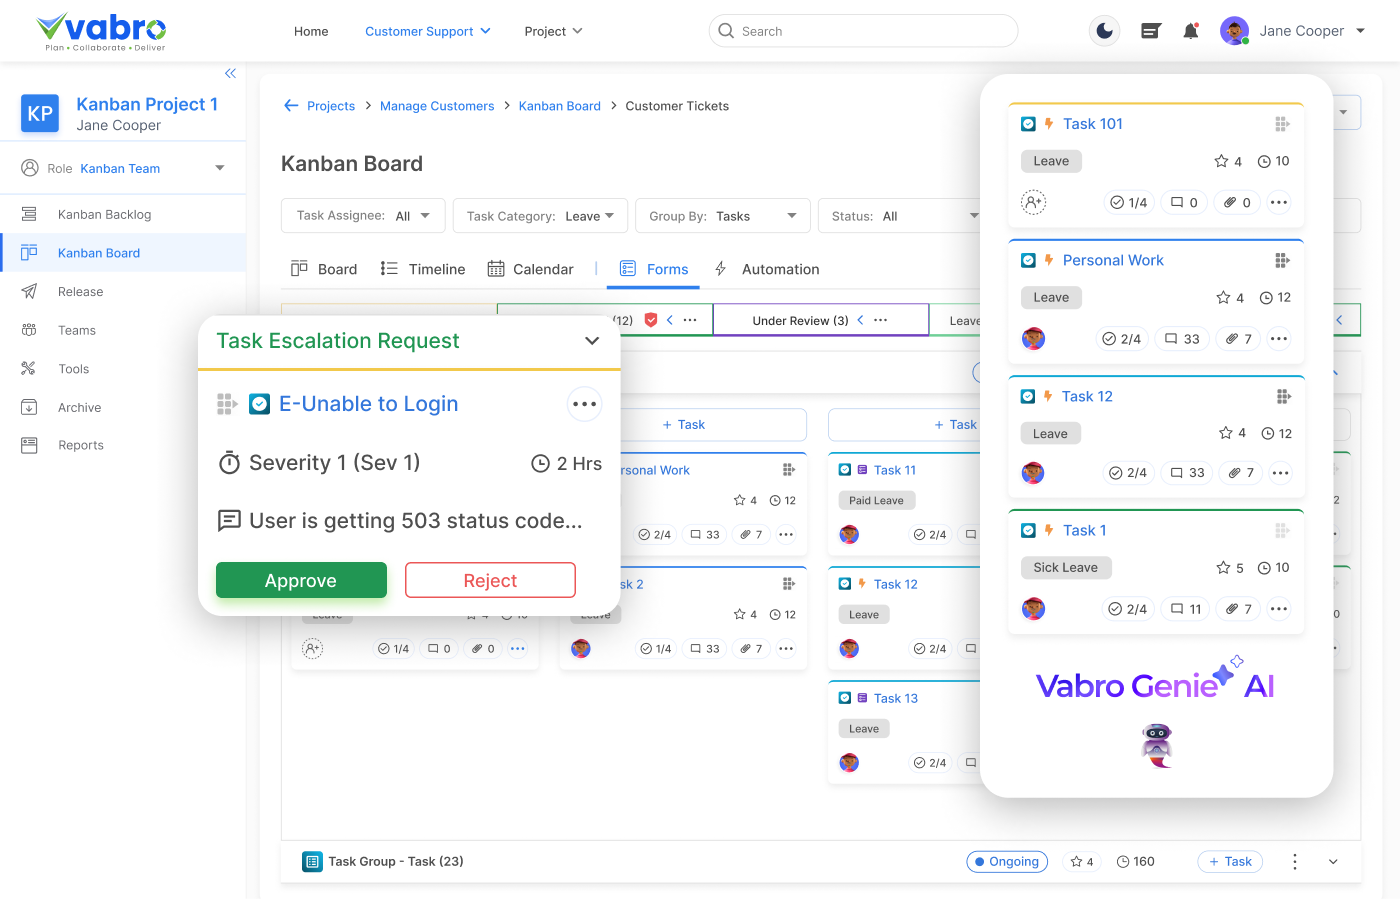 vabro
Plan • Collaborate • Deliver
Home
Customer Support
Project
Search
Jane Cooper
KP
Kanban Project 1
Jane Cooper
Role Kanban Team
Kanban Backlog
Kanban Board
Release
Teams
Tools
Archive
Reports
Projects > Manage Customers > Kanban Board > Customer Tickets
Kanban Board
Task Assignee: All
Task Category: Leave
Group By: Tasks
Status: All
Board
Timeline
Calendar
Forms
Automation
(12)
Under Review (3)
Leave
Task Escalation Request
E-Unable to Login
Severity 1 (Sev 1)
2 Hrs
User is getting 503 status code...
Approve
Reject
1/4 0 0
+ Task
rsonal Work
4 12
2/4 33 7
sk 2
4 12
1/4 33 7
+ Task
Task 11
Paid Leave
2/4
Task 12
Leave
2/4
Task 13
Leave
2/4
Task 101
Leave
4 10
1/4 0 0
Personal Work
Leave
4 12
2/4 33 7
Task 12
Leave
4 12
2/4 33 7
Task 1
Sick Leave
5 10
2/4 11 7
Vabro Genie AI
Task Group - Task (23)
Ongoing
4
160
+ Task